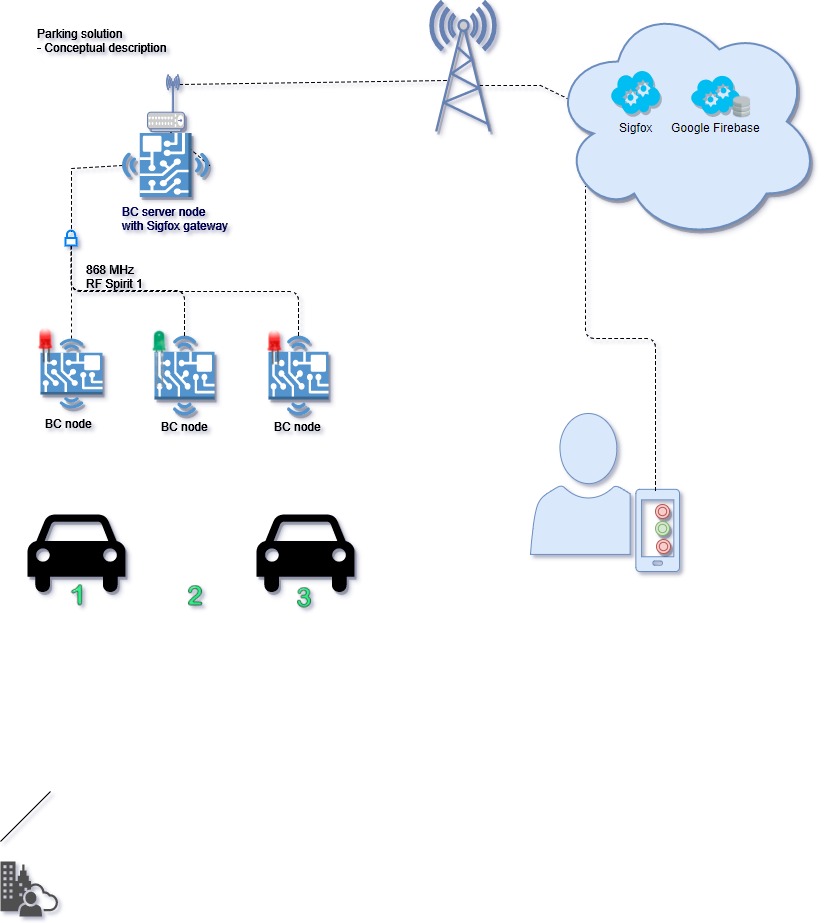 Parking solution
- Conceptual description
Sigfox
Google Firebase
BC server node
with Sigfox gateway
868 MHz
RF Spirit 1
BC node
BC node
BC node
1
2
3